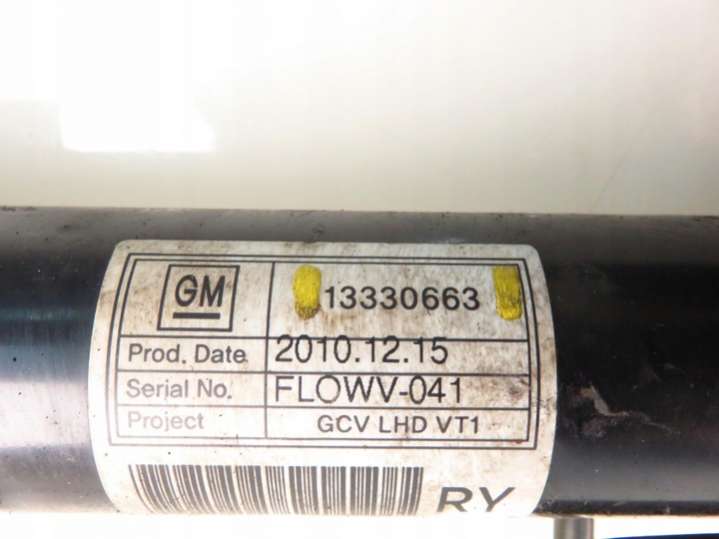 GM 13330663
Prod. Date 2010.12.15
Serial No. FLOWV-041
Project GCV LHD VT1
RY